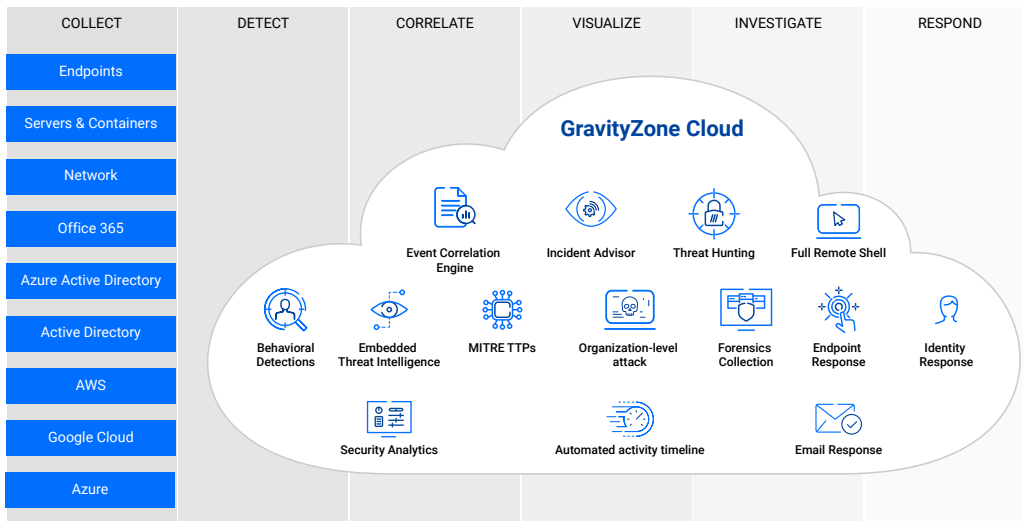 COLLECT
DETECT
CORRELATE
VISUALIZE
INVESTIGATE
RESPOND
Endpoints
Servers & Containers
Network
Office 365
Azure Active Directory
Active Directory
AWS
Google Cloud
Azure
GravityZone Cloud
Event Correlation
Engine
Incident Advisor
Threat Hunting
Full Remote Shell
Behavioral
Detections
Embedded
Threat Intelligence
MITRE TTPs
Organization-level
attack
Forensics
Collection
Endpoint
Response
Identity
Response
Security Analytics
Automated activity timeline
Email Response